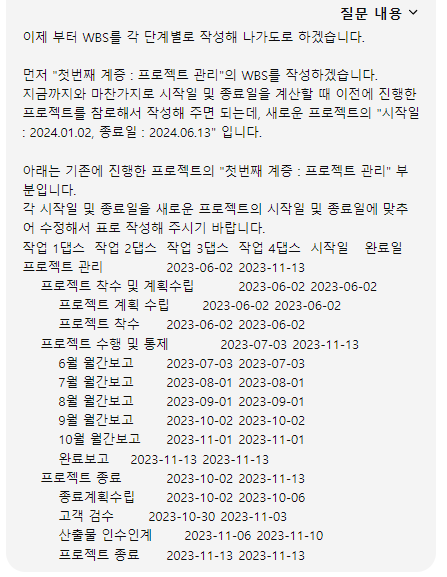 질문 내용
이제 부터 WBS를 각 단계별로 작성해 나가도로 하겠습니다.
먼저 "첫번째 계증 : 프로젝트 관리"의 WBS를 작성하겠습니다.
지금까지와 마찬가지로 시작일 및 종료일을 계산할 때 이전에 진행한
프로젝트를 참로해서 작성해 주면 되는데, 새로운 프로젝트의 "시작일
: 2024.01.02, 종료일 : 2024.06.13" 입니다.
아래는 기존에 진행한 프로젝트의 "첫번째 계증 : 프로젝트 관리" 부
분입니다.
각 시작일 및 종료일을 새로운 프로젝트의 시작일 및 종료일에 맞추
어 수정해서 표로 작성해 주시기 바랍니다.
작업 1댑스 작업 2댑스 작업 3댑스 작업 4댑스 시작일 완료일
프로젝트 관리 2023-06-02 2023-11-13
프로젝트 착수 및 계획수립 2023-06-02 2023-06-02
프로젝트 계획 수립 2023-06-02 2023-06-02
프로젝트 착수 2023-06-02 2023-06-02
프로젝트 수행 및 통제 2023-07-03 2023-11-13
6월 월간보고 2023-07-03 2023-07-03
7월 월간보고 2023-08-01 2023-08-01
8월 월간보고 2023-09-01 2023-09-01
9월 월간보고 2023-10-02 2023-10-02
10월 월간보고 2023-11-01 2023-11-01
완료보고 2023-11-13 2023-11-13
프로젝트 종료 2023-10-02 2023-11-13
종료계획수립 2023-10-02 2023-10-06
고객 검수 2023-10-30 2023-11-03
산출물 인수인계 2023-11-06 2023-11-10
프로젝트 종료 2023-11-13 2023-11-13